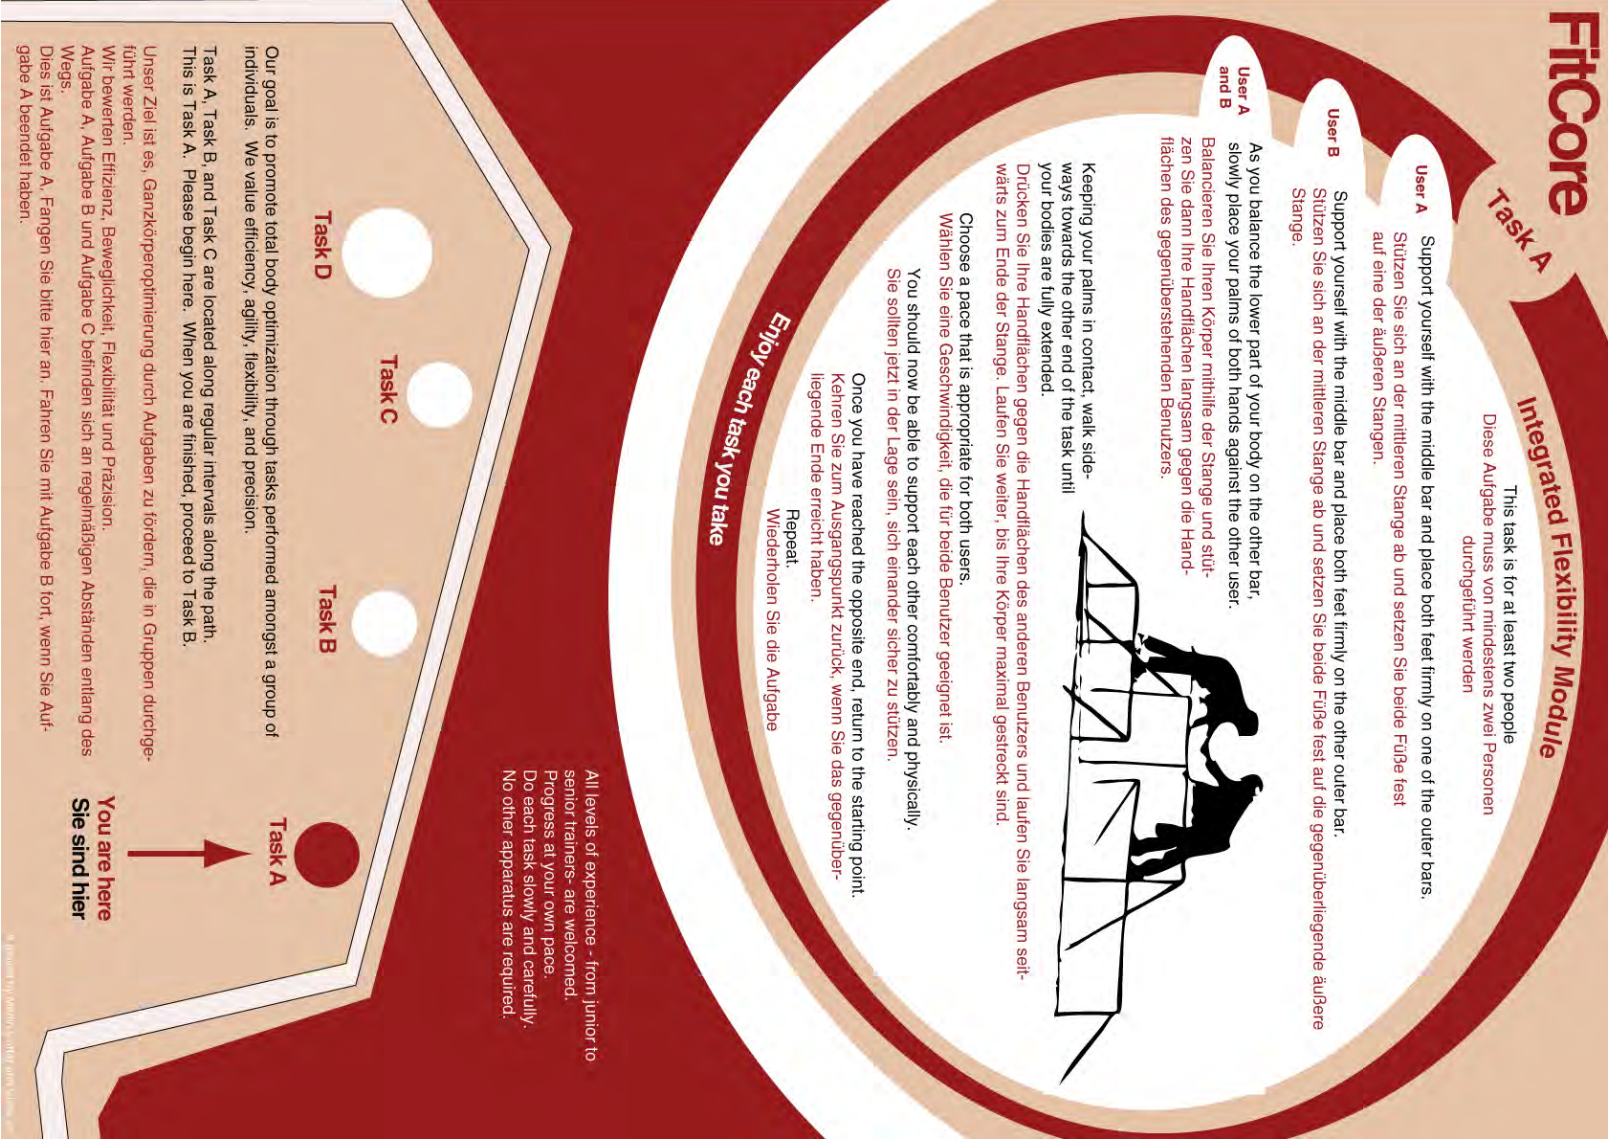 FitCore
Task A
Integrated Flexibility Module
This task is for at least two people
Diese Aufgabe muss von mindestens zwei Personen
durchgeführt werden
User A
Support yourself with the middle bar and place both feet firmly on one of the outer bars.
Stützen Sie sich an der mittleren Stange ab und setzen Sie beide Füße fest
auf eine der äußeren Stangen.
User B
Support yourself with the middle bar and place both feet firmly on the other outer bar.
Stützen Sie sich an der mittleren Stange ab und setzen Sie beide Füße fest auf die gegenüberliegende äußere
Stange.
User A
and B
As you balance the lower part of your body on the other bar,
slowly place your palms of both hands against the other user.
Balancieren Sie Ihren Körper mithilfe der Stange und stüt-
zen Sie dann Ihre Handflächen langsam gegen die Hand-
flächen des gegenüberstehenden Benutzers.
Keeping your palms in contact, walk side-
ways towards the other end of the task until
your bodies are fully extended.
Drücken Sie Ihre Handflächen gegen die Handflächen des anderen Benutzers und laufen Sie langsam seit-
wärts zum Ende der Stange. Laufen Sie weiter, bis Ihre Körper maximal gestreckt sind.
Choose a pace that is appropriate for both users.
Wählen Sie eine Geschwindigkeit, die für beide Benutzer geeignet ist.
You should now be able to support each other comfortably and physically.
Sie sollten jetzt in der Lage sein, sich einander sicher zu stützen.
Once you have reached the opposite end, return to the starting point.
Kehren Sie zum Ausgangspunkt zurück, wenn Sie das gegenüber-
liegende Ende erreicht haben.
Repeat.
Wiederholen Sie die Aufgabe
Enjoy each task you take
All levels of experience - from junior to
senior trainers- are welcomed.
Progress at your own pace.
Do each task slowly and carefully.
No other apparatus are required.
Task D
Task C
Task B
Task A
Our goal is to promote total body optimization through tasks performed amongst a group of
individuals. We value efficiency, agility, flexibility, and precision.
Task A, Task B, and Task C are located along regular intervals along the path.
This is Task A. Please begin here. When you are finished, proceed to Task B.
Unser Ziel ist es, Ganzkörperoptimierung durch Aufgaben zu fördern, die in Gruppen durchge-
führt werden.
Wir bewerten Effizienz, Beweglichkeit, Flexibilität und Präzision.
Aufgabe A, Aufgabe B und Aufgabe C befinden sich an regelmäßigen Abständen entlang des
Wegs.
Dies ist Aufgabe A. Fangen Sie bitte hier an. Fahren Sie mit Aufgabe B fort, wenn Sie Auf-
gabe A beendet haben.
You are here
Sie sind hier